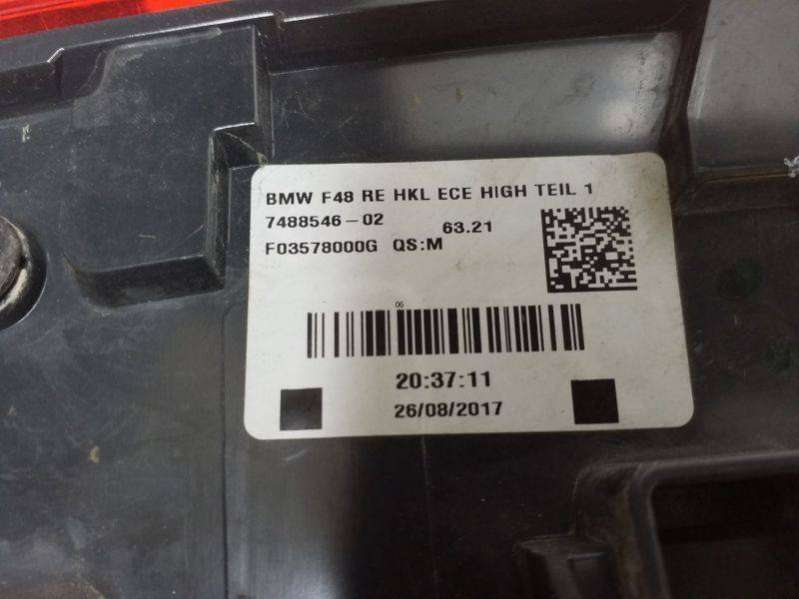 BMW F48 RE HKL ECE HIGH TEIL 1
7488546-02 63.21
F03578000G QS:M
06
20:37:11
26/08/2017